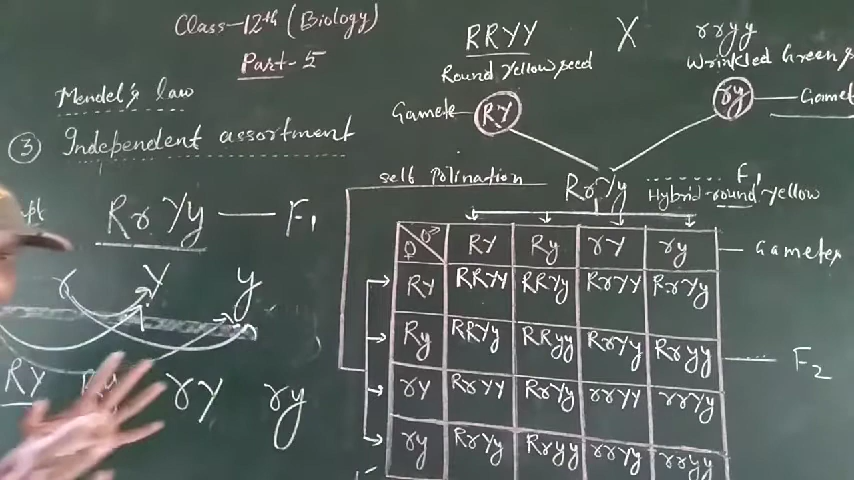 Class-12th (Biology)
Part-5
Mendel's law
③ Independent assortment
RrYy — F₁
r Y y
RY rY ry
RRYY X rryy
Round Yellow seed Wrinkled Green
Gamete RY ry Gamet
self Polination RrYy F₁
Hybrid-round yellow
♀ ♂ RY Ry rY ry Gametes
RY RRYY RRYy RrYY RrYy
Ry RRYy RRyy RrYy Rryy F₂
rY RrYY RrYy rrYY rrYy
ry RrYy Rryy rrYy rryy